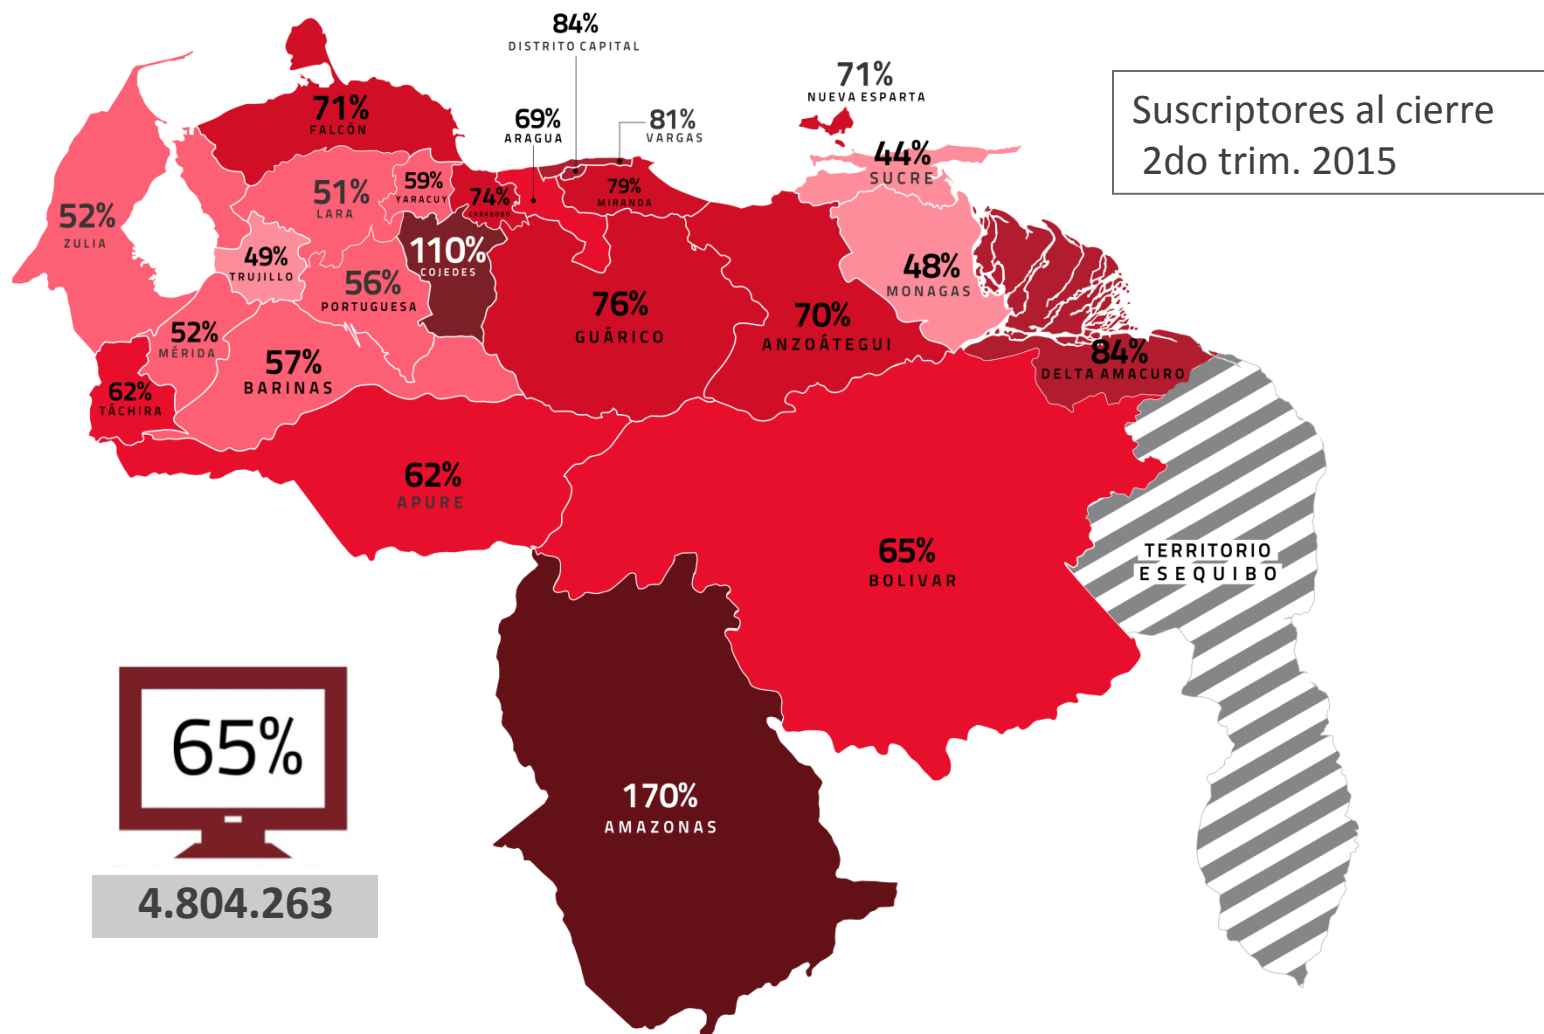 84%
DISTRITO CAPITAL
71%
NUEVA ESPARTA
Suscriptores al cierre
2do trim. 2015
71%
FALCÓN
69%
ARAGUA
81%
VARGAS
44%
SUCRE
52%
ZULIA
51%
LARA
59%
YARACUY
74%
CARABOBO
79%
MIRANDA
49%
TRUJILLO
110%
COJEDES
48%
MONAGAS
56%
PORTUGUESA
76%
GUÁRICO
70%
ANZOÁTEGUI
52%
MÉRIDA
57%
BARINAS
84%
DELTA AMACURO
62%
TÁCHIRA
62%
APURE
65%
BOLIVAR
TERRITORIO
ESEQUIBO
65%
170%
AMAZONAS
4.804.263